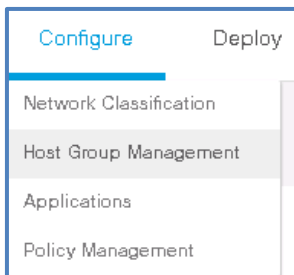 Configure Deploy
Network Classification
Host Group Management
Applications
Policy Management